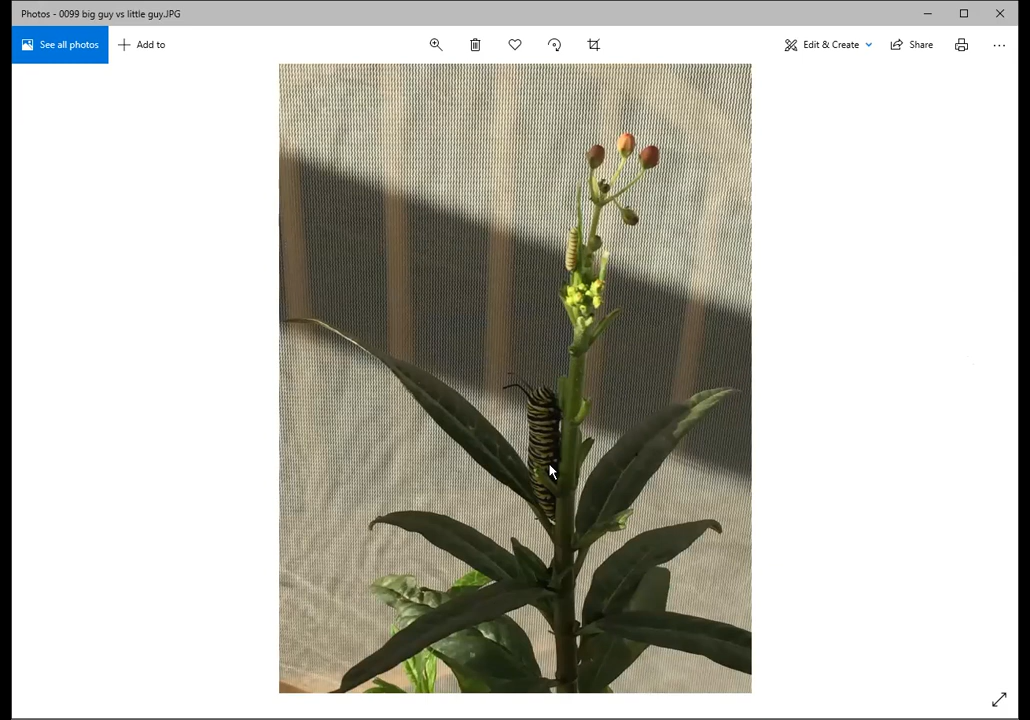 Photos - 0099 big guy vs little guy.JPG
See all photos
Add to
Edit & Create
Share